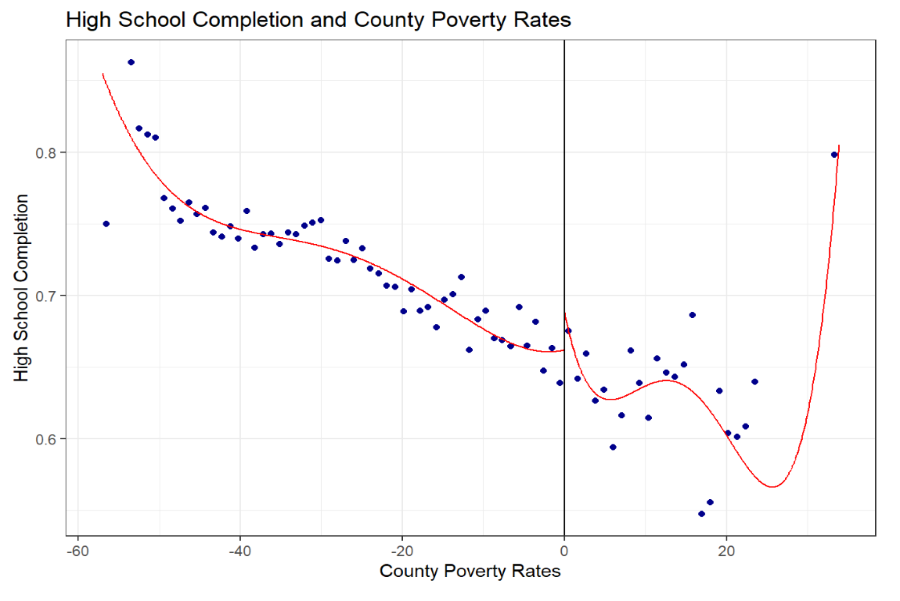 High School Completion and County Poverty Rates
High School Completion
0.8
0.7
0.6
-60 -40 -20 0 20
County Poverty Rates